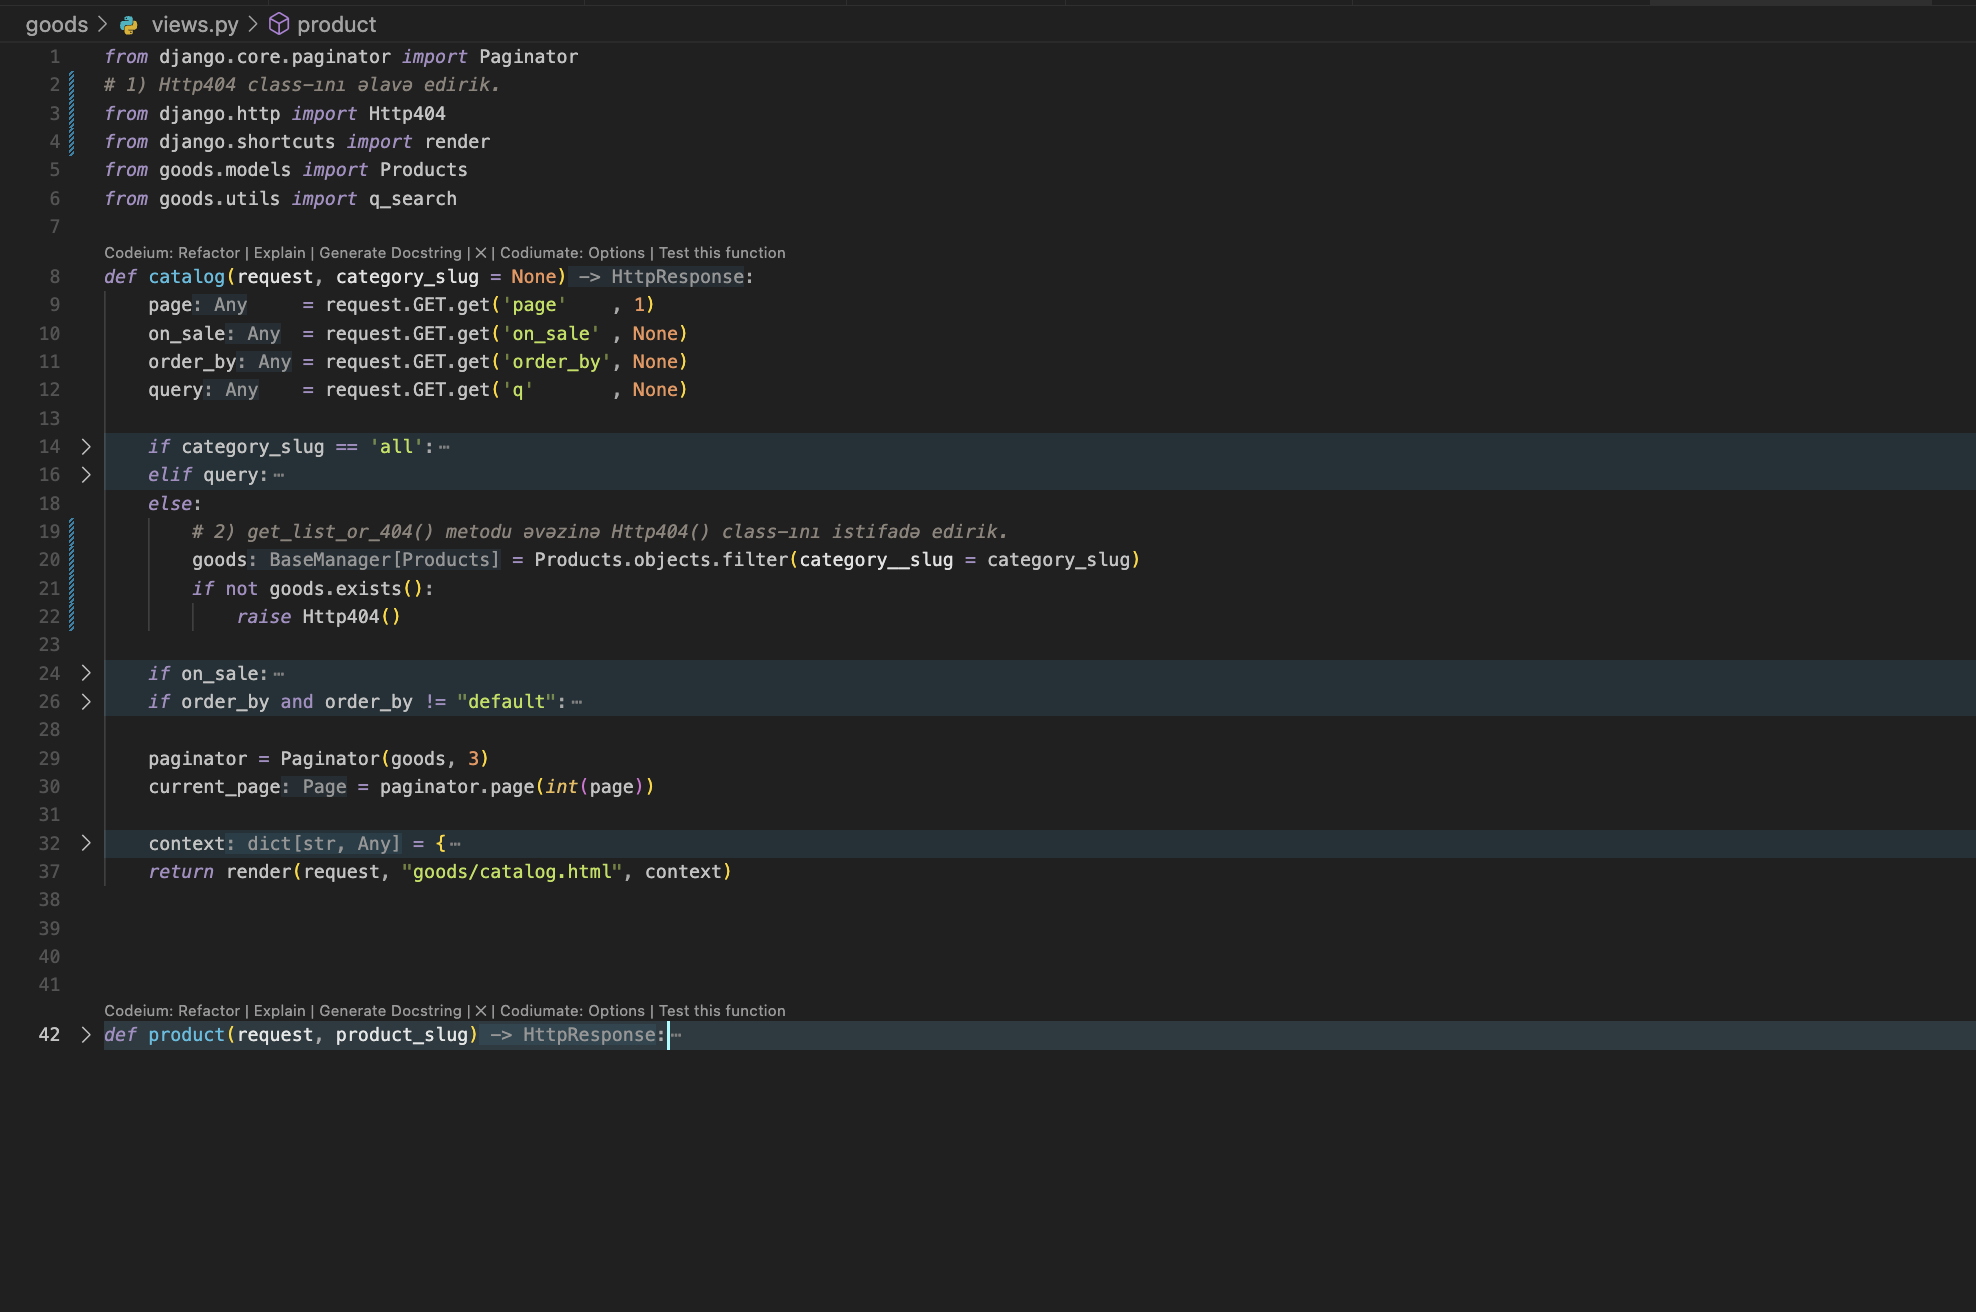 goods > views.py > product
1 from django.core.paginator import Paginator
2 # 1) Http404 class-ını əlavə edirik.
3 from django.http import Http404
4 from django.shortcuts import render
5 from goods.models import Products
6 from goods.utils import q_search
7
Codeium: Refactor | Explain | Generate Docstring | X | Codiumate: Options | Test this function
8 def catalog(request, category_slug = None) -> HttpResponse:
9     page: Any     = request.GET.get('page'    , 1)
10     on_sale: Any  = request.GET.get('on_sale' , None)
11     order_by: Any = request.GET.get('order_by', None)
12     query: Any    = request.GET.get('q'       , None)
13
14 >     if category_slug == 'all': ⋯
16 >     elif query: ⋯
18     else:
19         # 2) get_list_or_404() metodu əvəzinə Http404() class-ını istifadə edirik.
20         goods: BaseManager[Products] = Products.objects.filter(category__slug = category_slug)
21         if not goods.exists():
22             raise Http404()
23
24 >     if on_sale: ⋯
26 >     if order_by and order_by != "default": ⋯
28
29     paginator = Paginator(goods, 3)
30     current_page: Page = paginator.page(int(page))
31
32 >     context: dict[str, Any] = { ⋯
37     return render(request, "goods/catalog.html", context)
38
39
40
41
Codeium: Refactor | Explain | Generate Docstring | X | Codiumate: Options | Test this function
42 > def product(request, product_slug) -> HttpResponse: ⋯